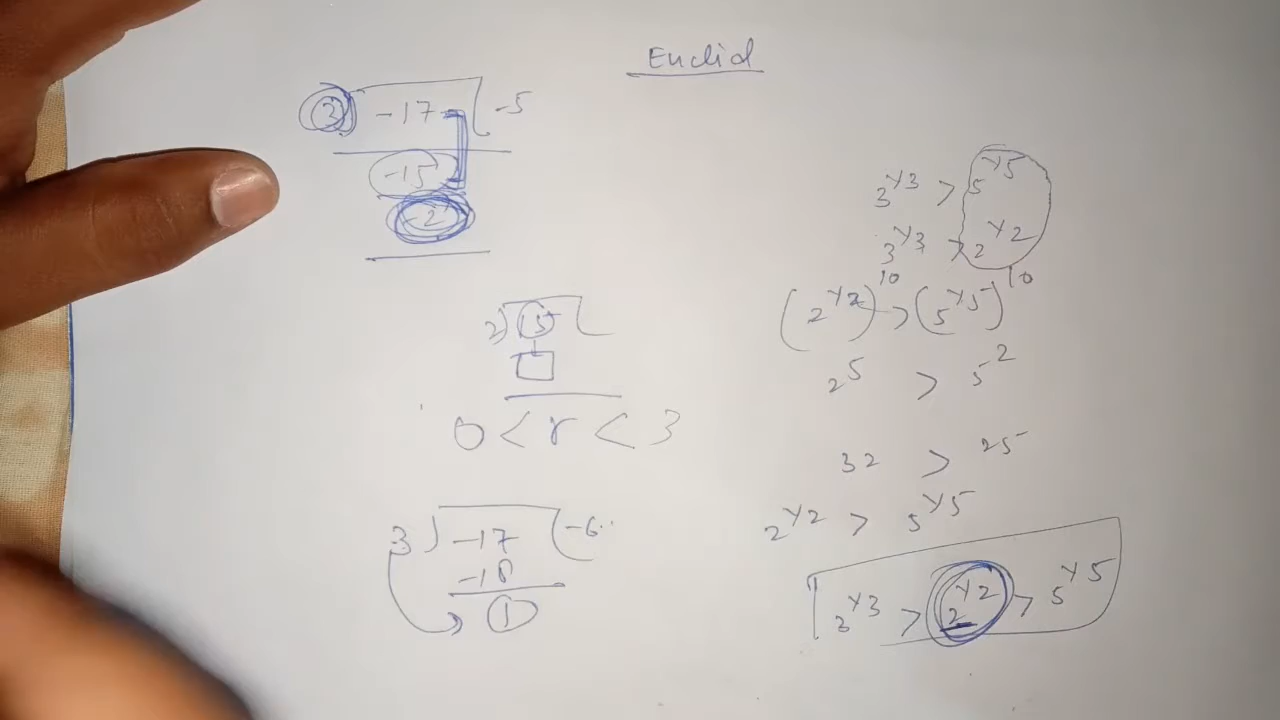 Euclid
3) -17 ( -5
-15
-2
2) 15 (
0 < r < 3
3) -17 ( -6
-18
1
3^1/3 > 5^1/5
3^1/3 > 2^1/2
(2^1/2)^10 > (5^1/5)^10
2^5 > 5^2
32 > 25
2^1/2 > 5^1/5
3^1/3 > 2^1/2 > 5^1/5